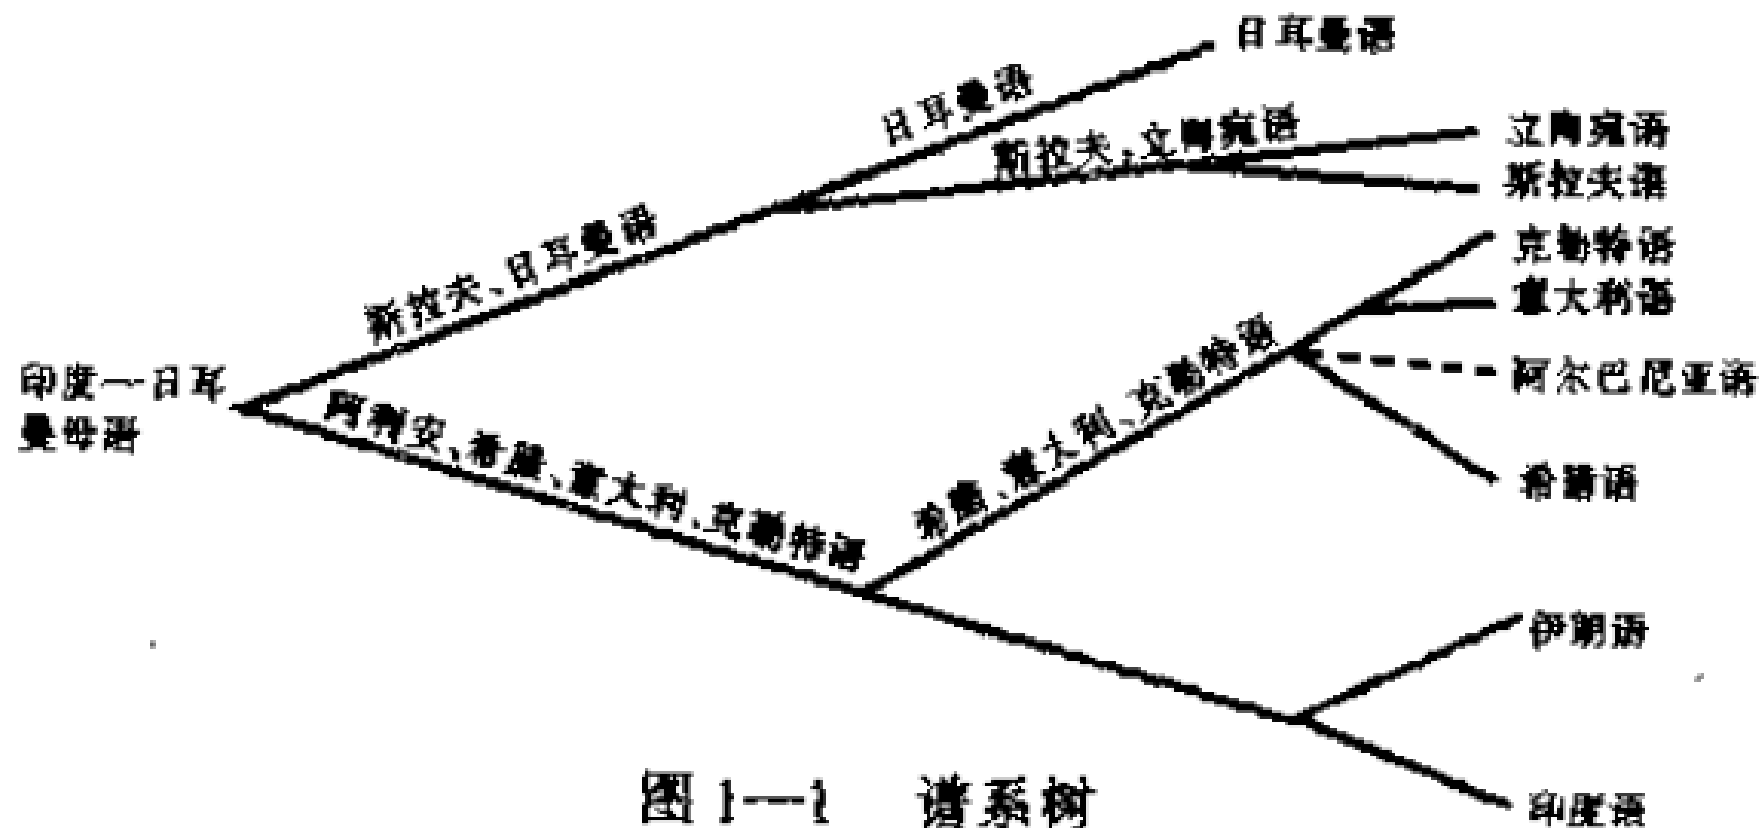 日耳曼语
日耳曼语
斯拉夫、立陶宛语
立陶宛语
斯拉夫语
斯拉夫、日耳曼语
克勒特语
意大利语
印度—日耳
曼母语
阿尔巴尼亚语
希腊、意大利、克勒特语
阿利安、希腊、意大利、克勒特语
希腊语
伊朗语
印度语
图1—1 谱系树